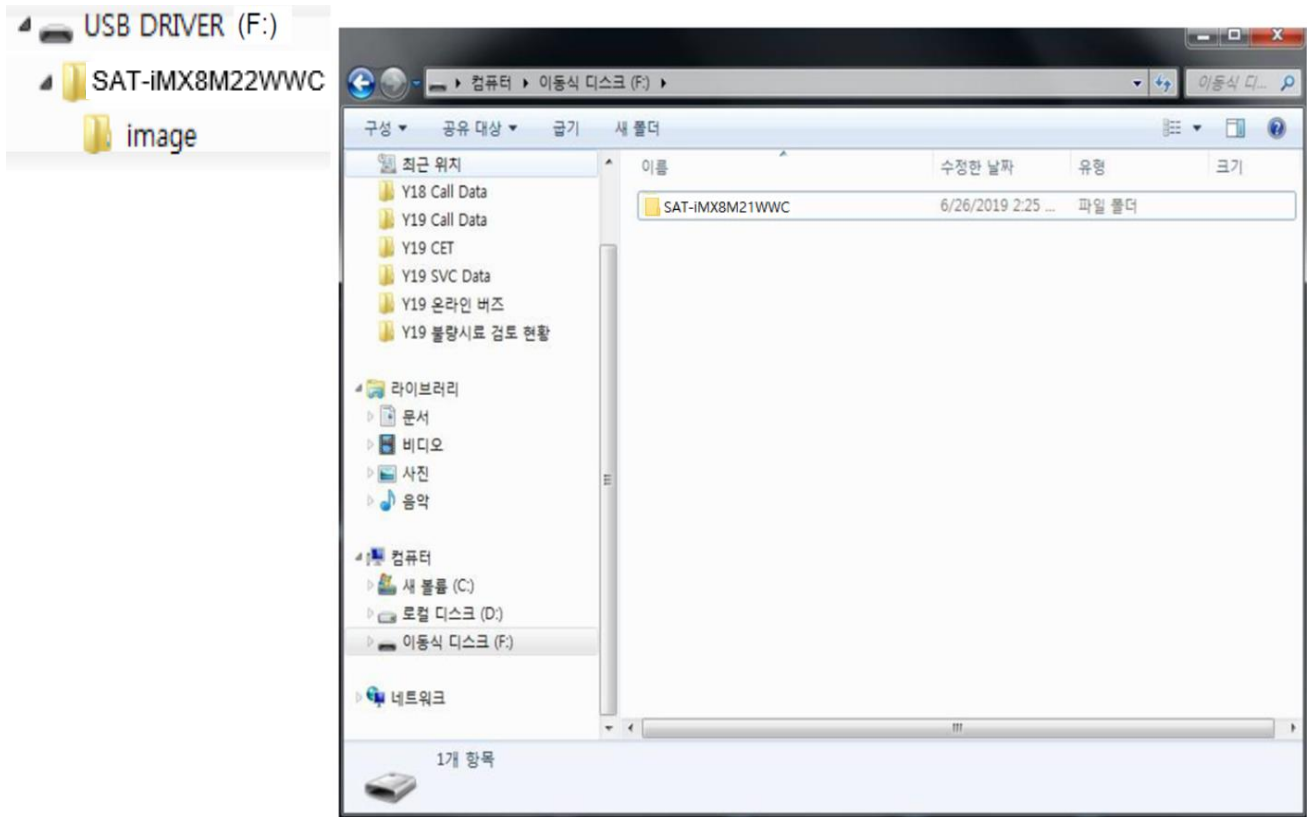 USB DRIVER (F:)
SAT-iMX8M22WWC
image
컴퓨터 이동식 디스크 (F:)
이동식 디...
구성 공유 대상 굽기 새 폴더
최근 위치
Y18 Call Data
Y19 Call Data
Y19 CET
Y19 SVC Data
Y19 온라인 버즈
Y19 불량시료 검토 현황
라이브러리
문서
비디오
사진
음악
컴퓨터
새 볼륨 (C:)
로컬 디스크 (D:)
이동식 디스크 (F:)
네트워크
이름 수정한 날짜 유형 크기
SAT-iMX8M21WWC 6/26/2019 2:25 ... 파일 폴더
1개 항목